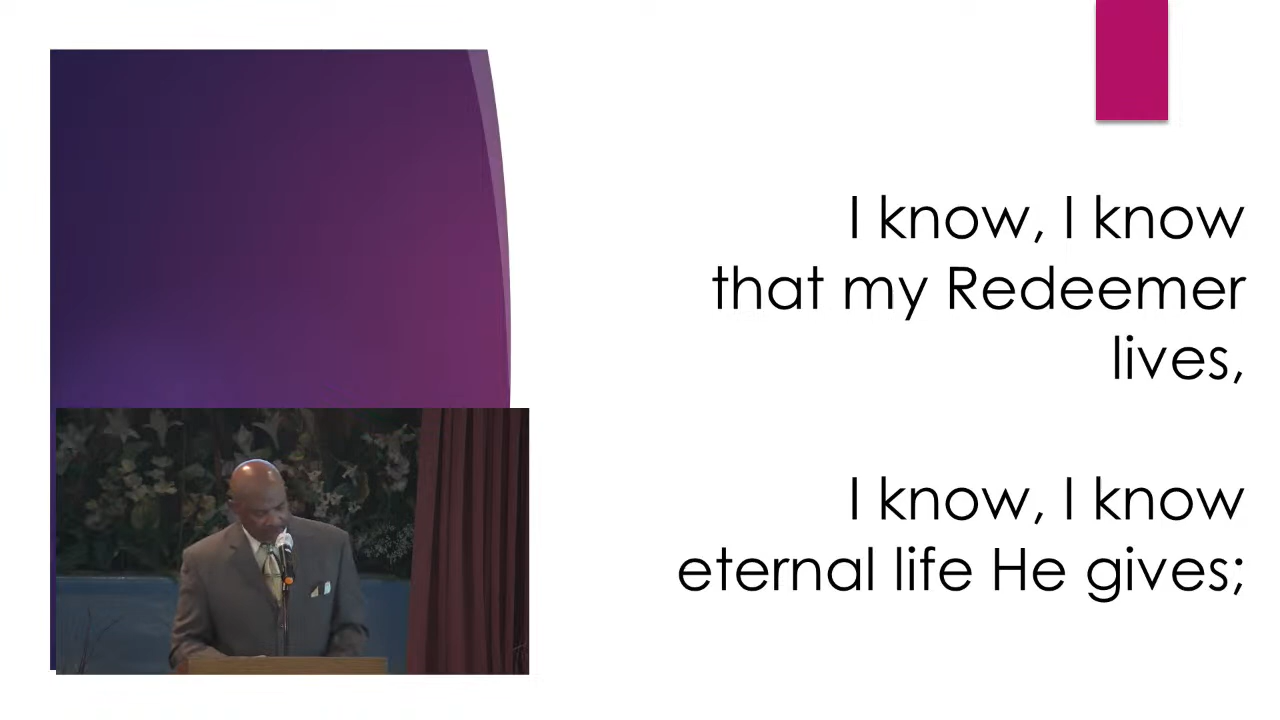 I know, I know
that my Redeemer
lives,
I know, I know
eternal life He gives;